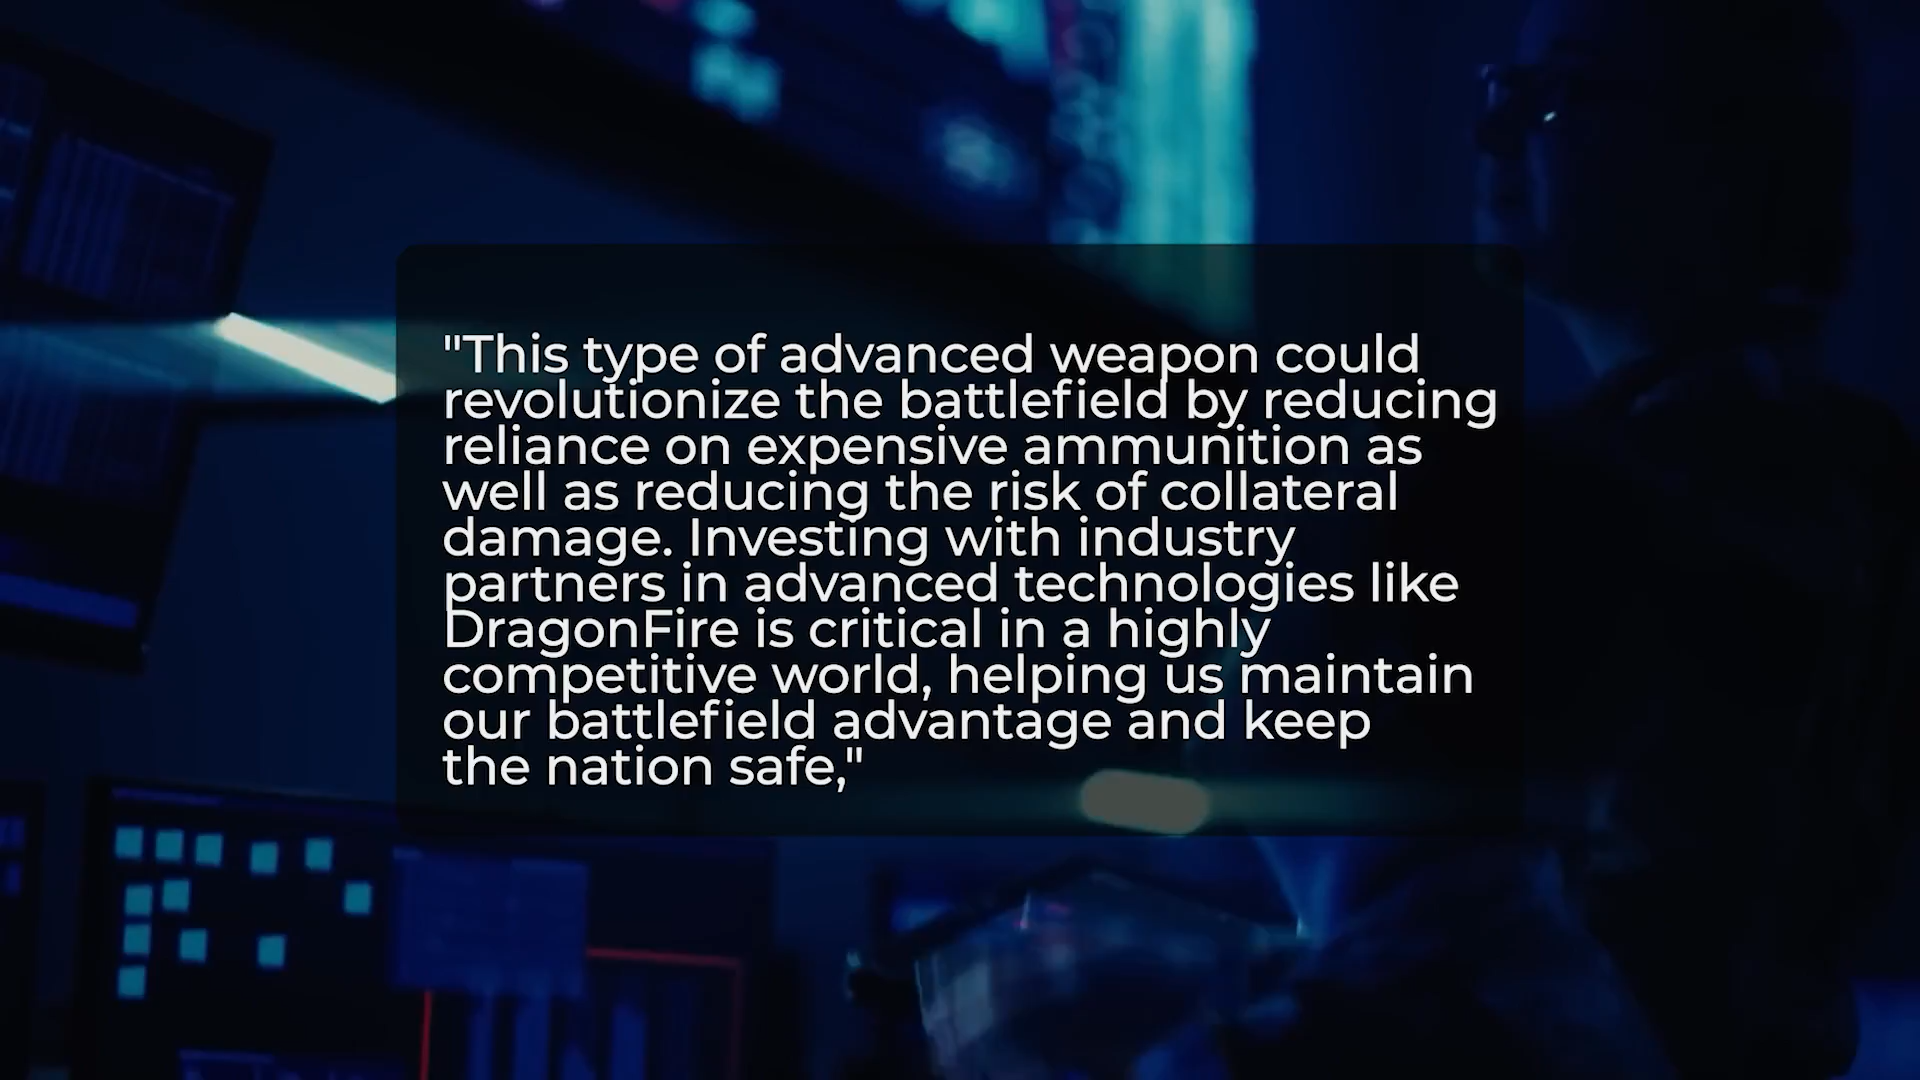 "This type of advanced weapon could
revolutionize the battlefield by reducing
reliance on expensive ammunition as
well as reducing the risk of collateral
damage. Investing with industry
partners in advanced technologies like
DragonFire is critical in a highly
competitive world, helping us maintain
our battlefield advantage and keep
the nation safe,"